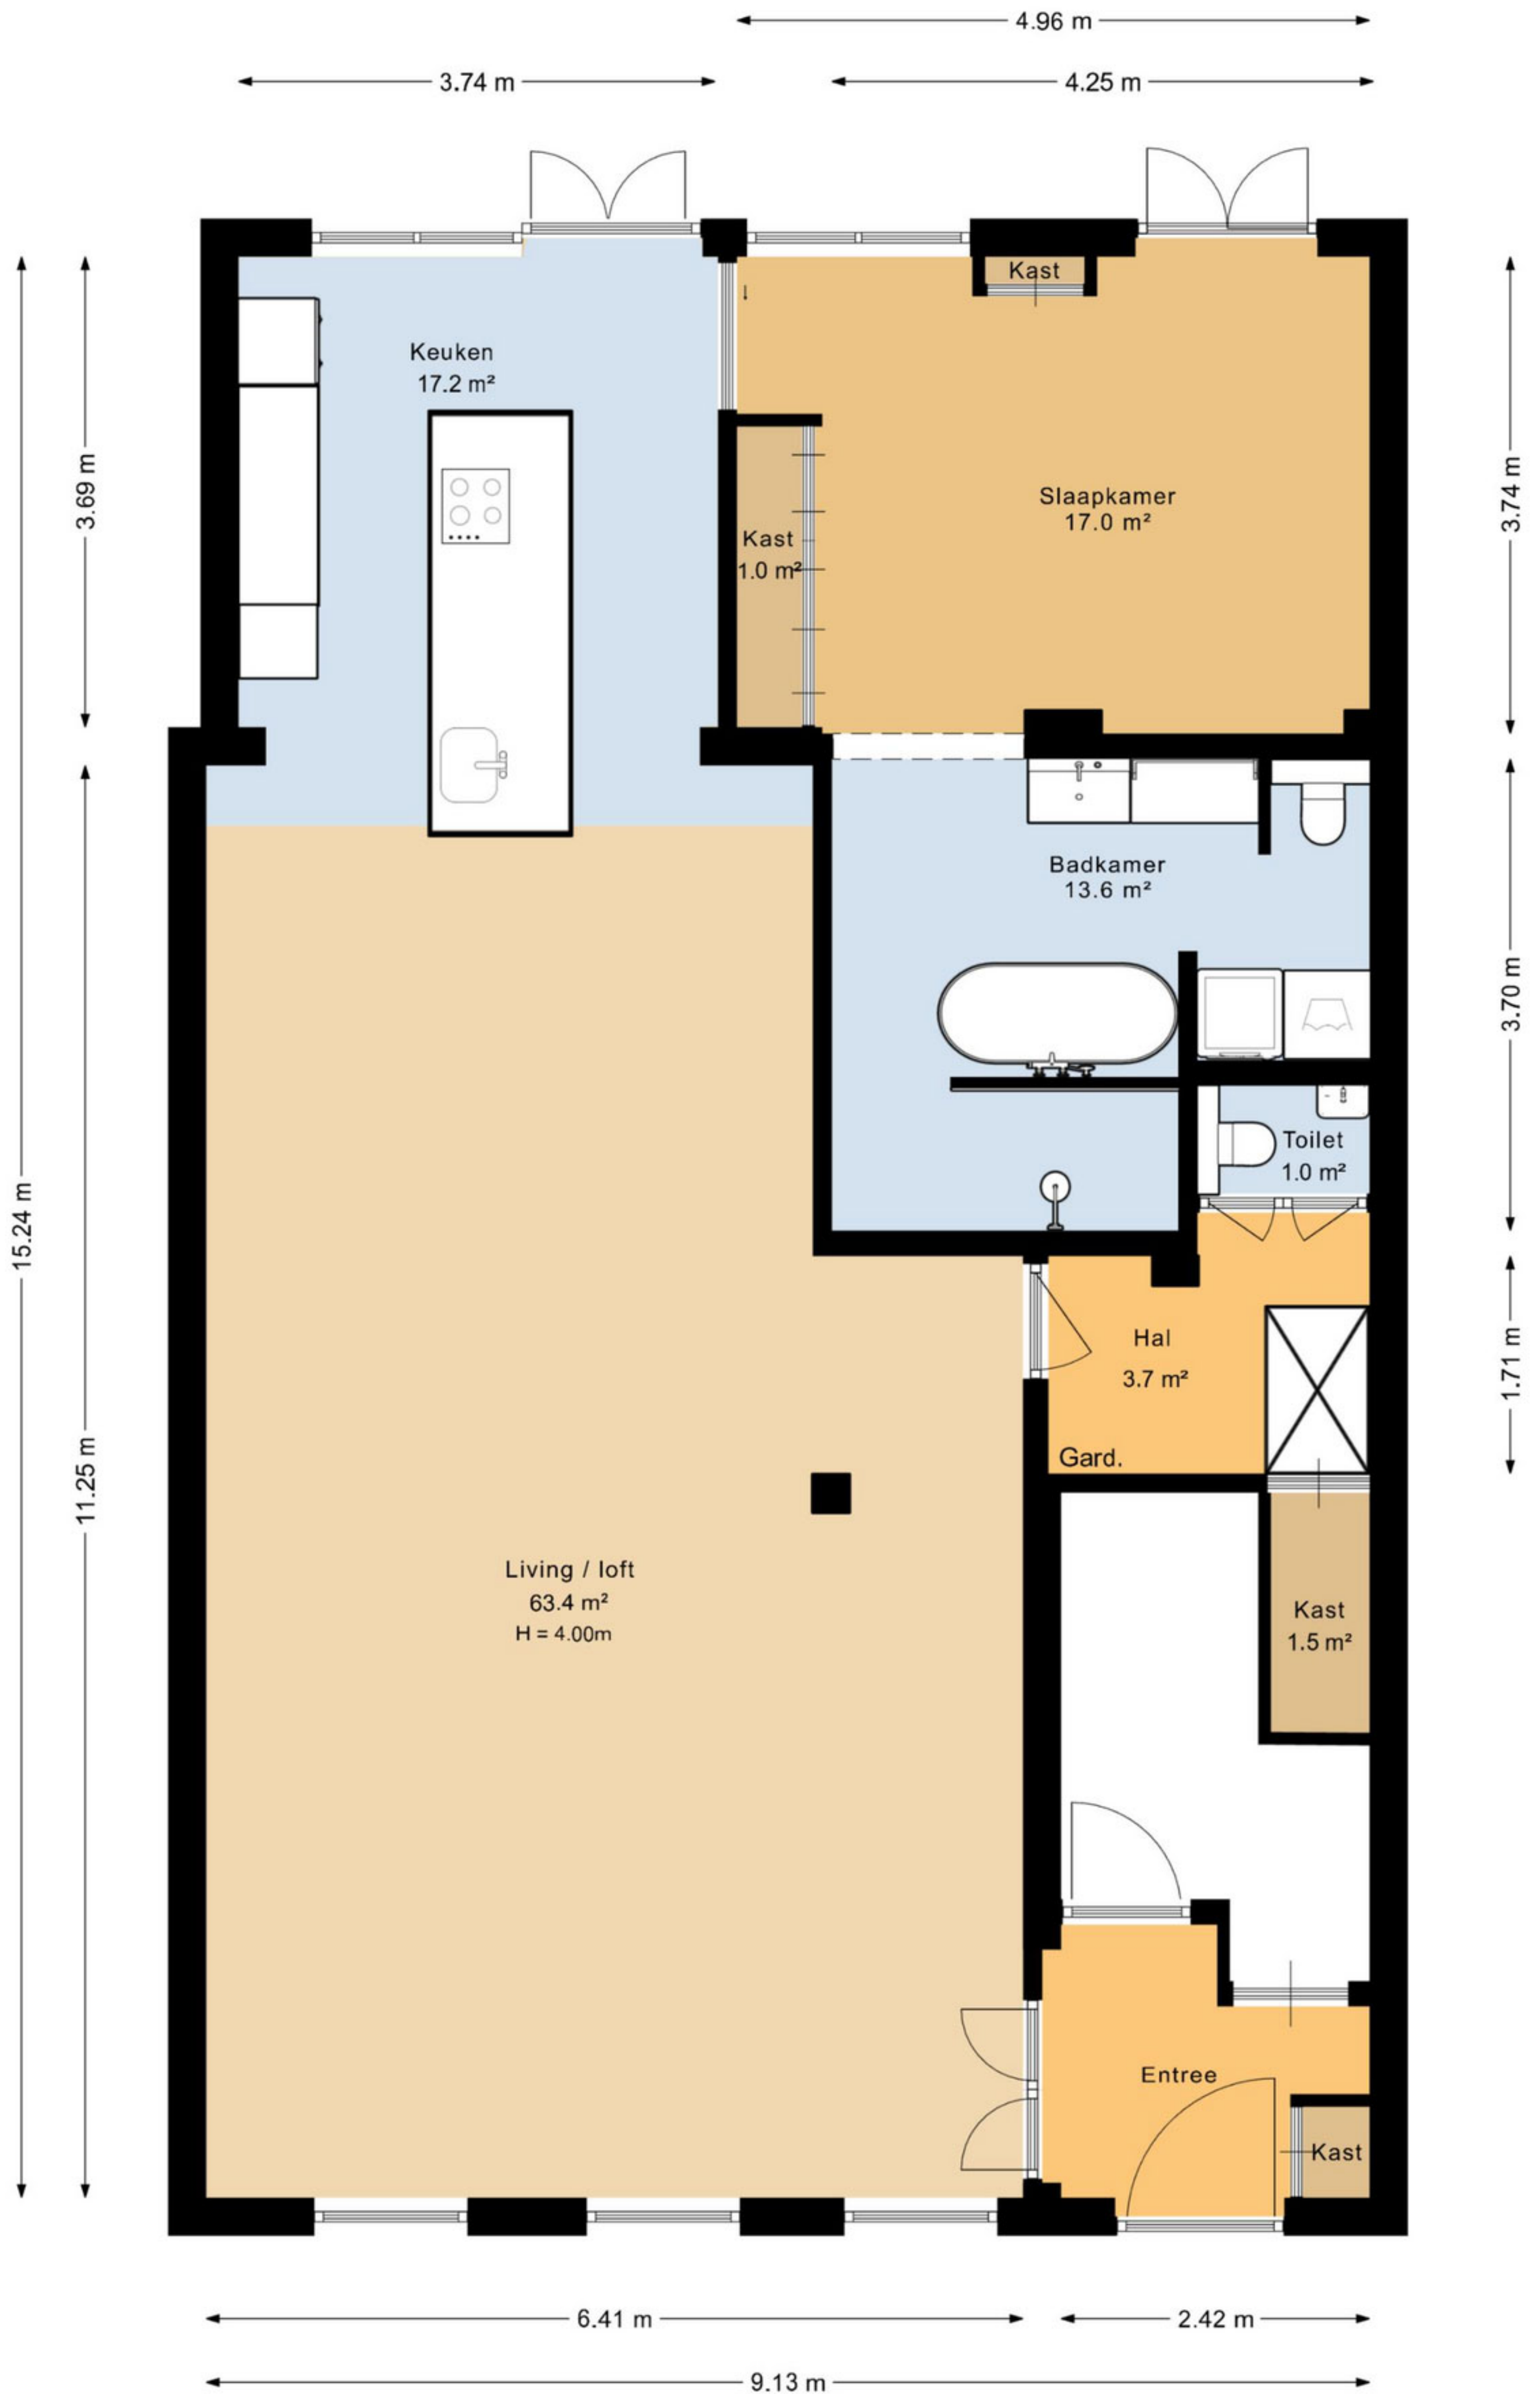 4.96 m
3.74 m
4.25 m
Kast
Keuken
17.2 m²
3.69 m
3.74 m
Slaapkamer
17.0 m²
Kast
1.0 m²
Badkamer
13.6 m²
3.70 m
Toilet
1.0 m²
15.24 m
Hal
3.7 m²
1.71 m
Gard.
11.25 m
Living / loft
63.4 m²
H = 4.00m
Kast
1.5 m²
Entree
Kast
6.41 m
2.42 m
9.13 m